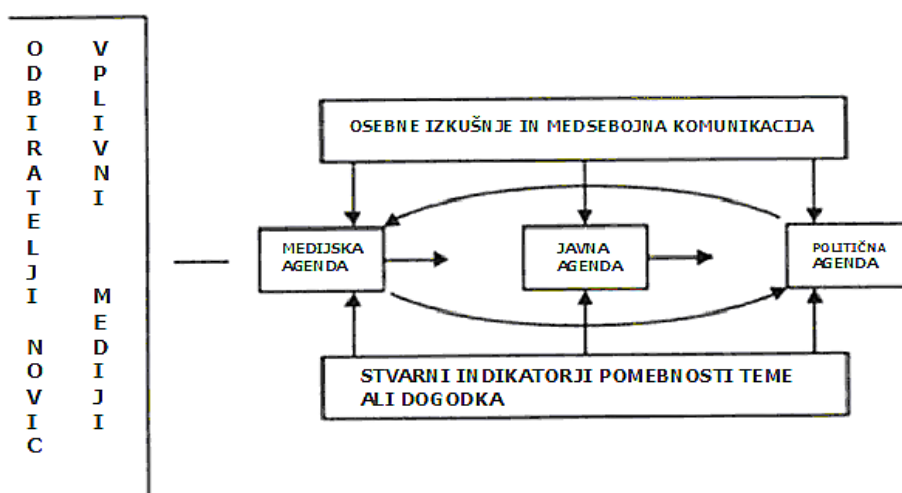 ODBIRATELJI NOVIC
VPLIVNI MEDIJI
OSEBNE IZKUŠNJE IN MEDSEBOJNA KOMUNIKACIJA
MEDIJSKA
AGENDA
JAVNA
AGENDA
POLITIČNA
AGENDA
STVARNI INDIKATORJI POMEBNOSTI TEME
ALI DOGODKA